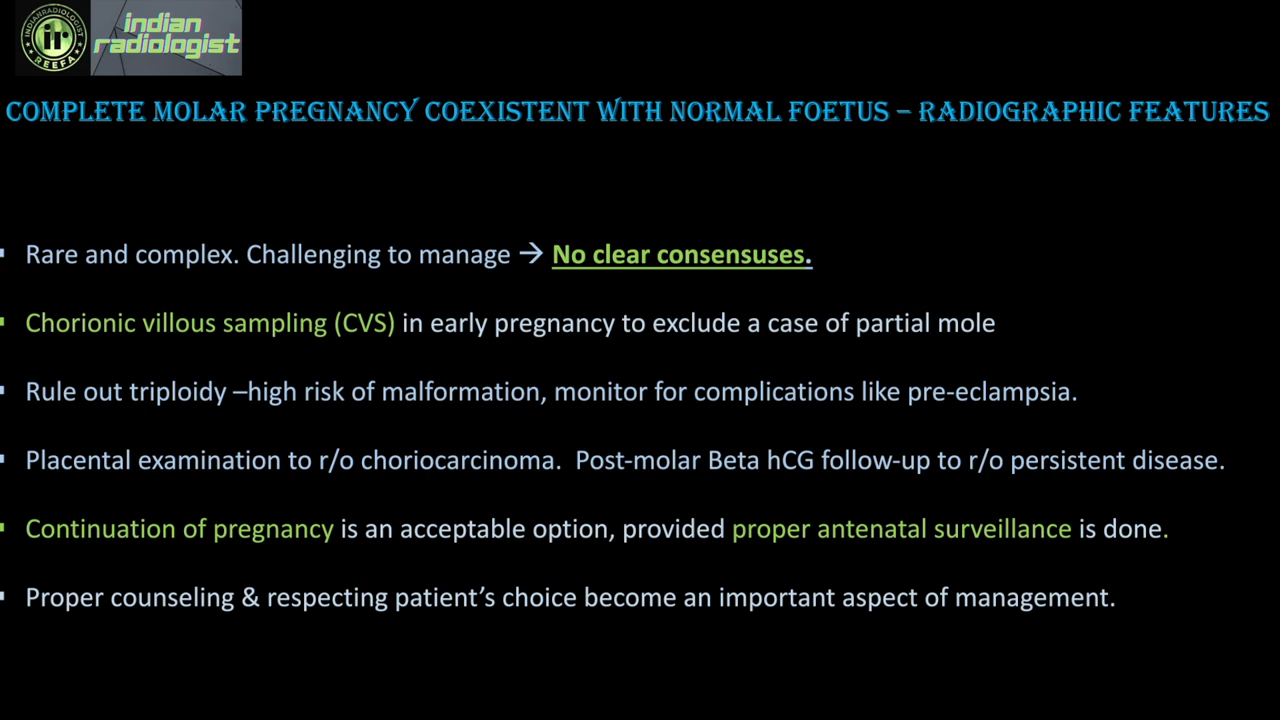 INDIANRADIOLOGIST
ir
REEFA
indian
radiologist
COMPLETE MOLAR PREGNANCY COEXISTENT WITH NORMAL FOETUS – RADIOGRAPHIC FEATURES
Rare and complex. Challenging to manage → No clear consensuses.
Chorionic villous sampling (CVS) in early pregnancy to exclude a case of partial mole
Rule out triploidy –high risk of malformation, monitor for complications like pre-eclampsia.
Placental examination to r/o choriocarcinoma.  Post-molar Beta hCG follow-up to r/o persistent disease.
Continuation of pregnancy is an acceptable option, provided proper antenatal surveillance is done.
Proper counseling & respecting patient’s choice become an important aspect of management.